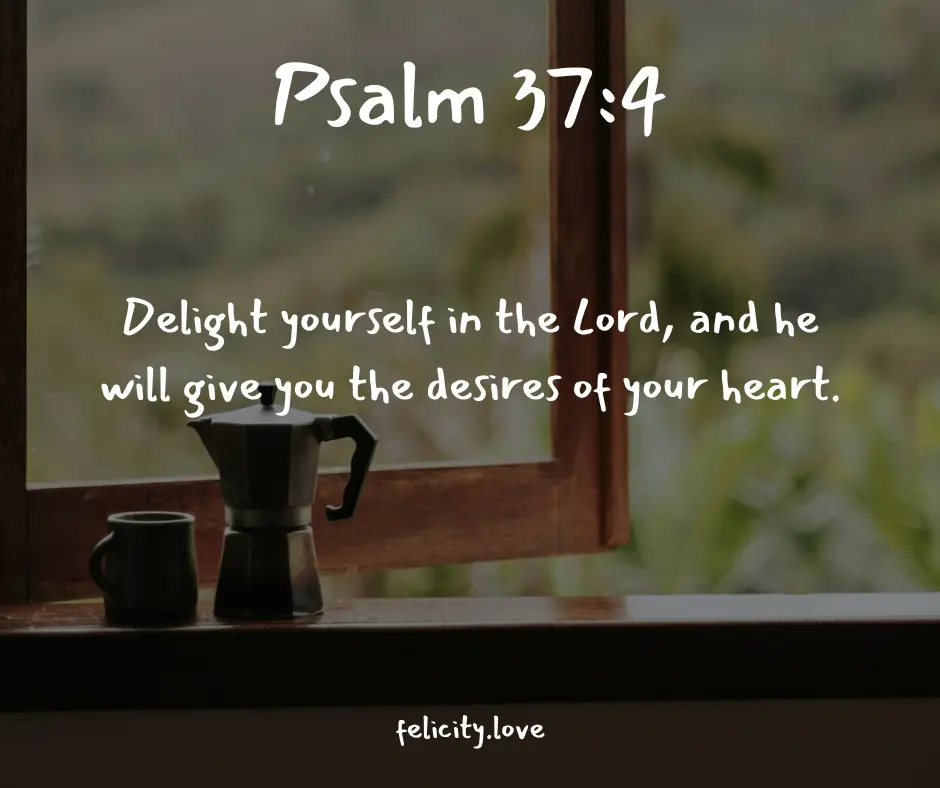 Psalm 37:4
Delight yourself in the Lord, and he
will give you the desires of your heart.
felicity.love